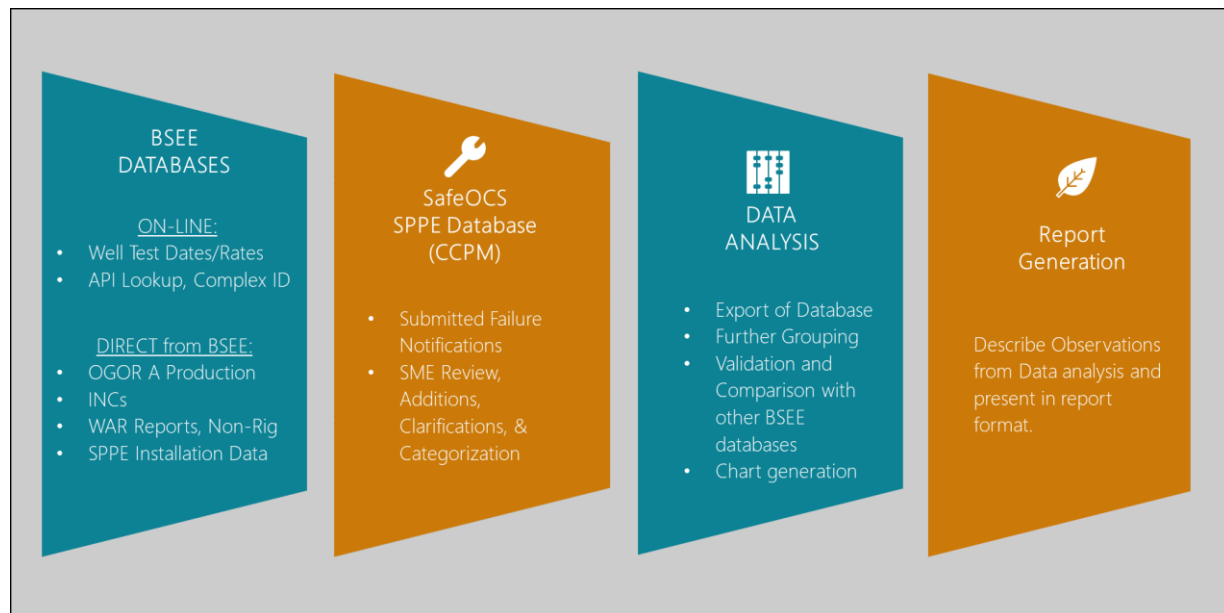 BSEE
DATABASES
ON-LINE:
• Well Test Dates/Rates
• API Lookup, Complex ID
DIRECT from BSEE:
• OGOR A Production
• INCs
• WAR Reports, Non-Rig
• SPPE Installation Data
SafeOCS
SPPE Database
(CCPM)
• Submitted Failure
Notifications
• SME Review,
Additions,
Clarifications, &
Categorization
DATA
ANALYSIS
• Export of Database
• Further Grouping
• Validation and
Comparison with
other BSEE
databases
• Chart generation
Report
Generation
Describe Observations
from Data analysis and
present in report
format.